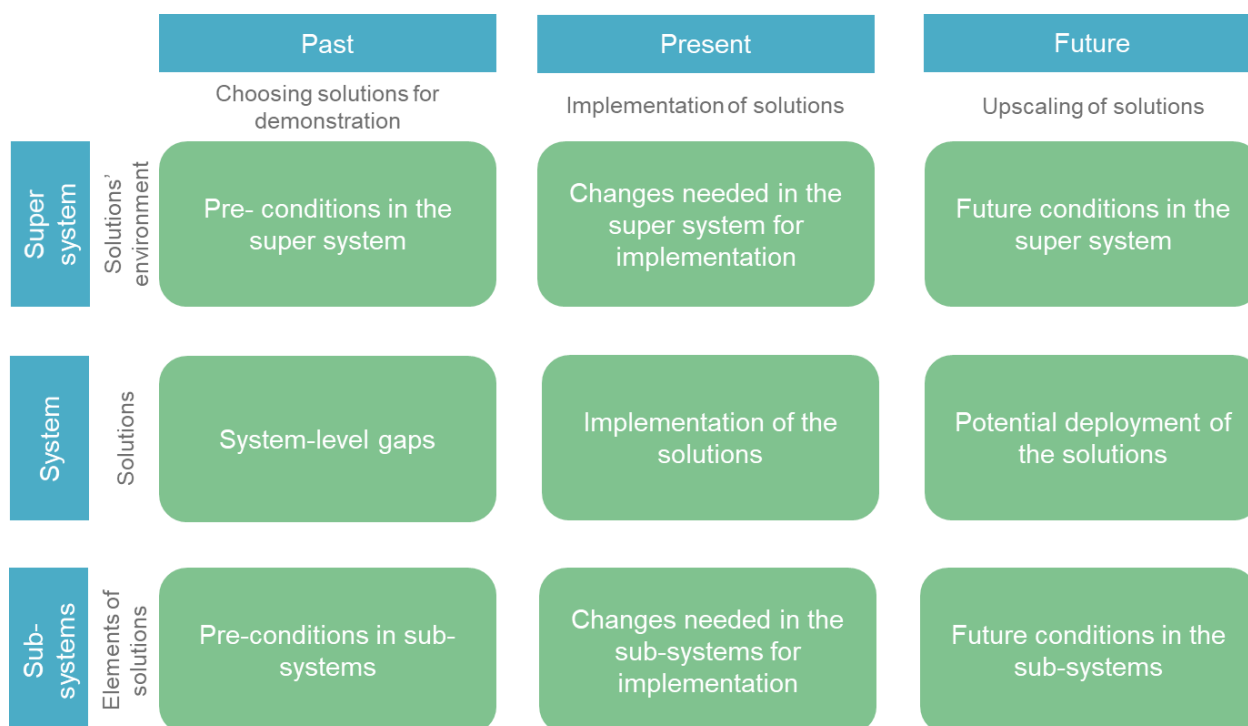 Past
Present
Future
Choosing solutions for
demonstration
Implementation of solutions
Upscaling of solutions
Super
system
Solutions’
environment
Pre- conditions in the
super system
Changes needed in the
super system for
implementation
Future conditions in the
super system
System
Solutions
System-level gaps
Implementation of the
solutions
Potential deployment of
the solutions
Sub-
systems
Elements of
solutions
Pre-conditions in sub-
systems
Changes needed in the
sub-systems for
implementation
Future conditions in the
sub-systems